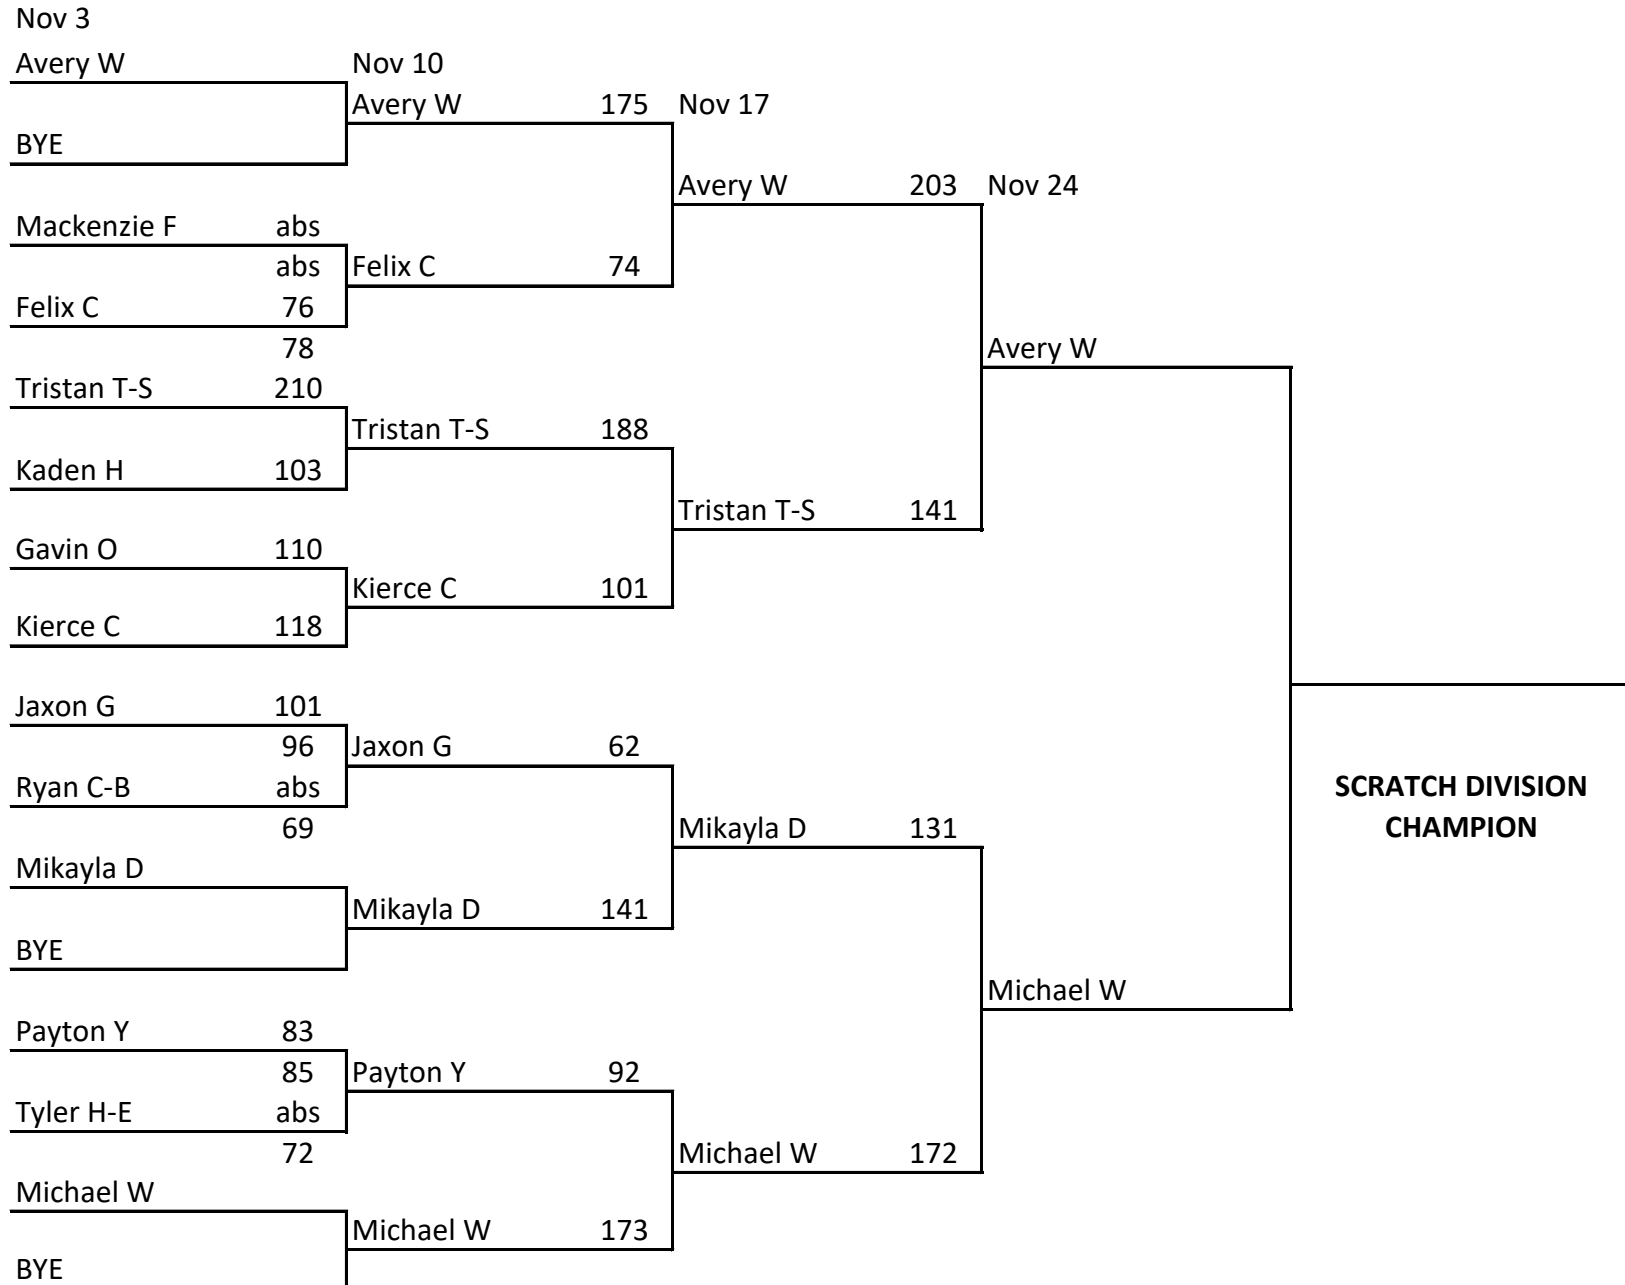 Nov 3
Avery W Nov 10
Avery W 175 Nov 17
BYE
Avery W 203 Nov 24
Mackenzie F abs
abs Felix C 74
Felix C 76
78 Avery W
Tristan T-S 210
Tristan T-S 188
Kaden H 103
Tristan T-S 141
Gavin O 110
Kierce C 101
Kierce C 118
Jaxon G 101
96 Jaxon G 62
Ryan C-B abs SCRATCH DIVISION
69 Mikayla D 131 CHAMPION
Mikayla D
Mikayla D 141
BYE
Michael W
Payton Y 83
85 Payton Y 92
Tyler H-E abs
72 Michael W 172
Michael W
Michael W 173
BYE